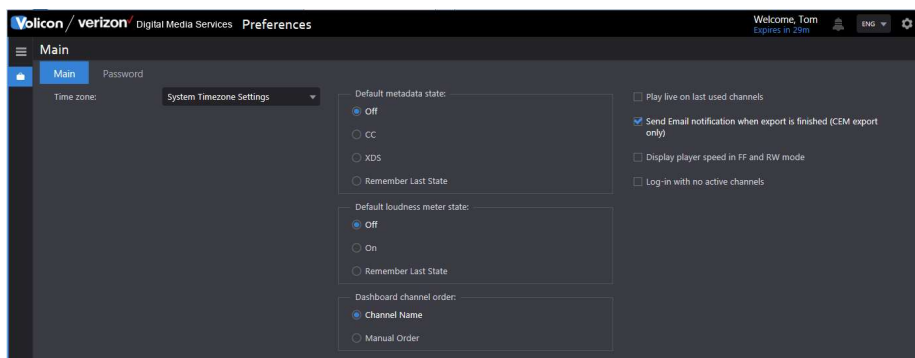 Volicon / verizon Digital Media Services Preferences
Welcome, Tom
Expires in 29m
ENG
Main
Main Password
Time zone:
System Timezone Settings
Default metadata state:
Off
CC
XDS
Remember Last State
Default loudness meter state:
Off
On
Remember Last State
Dashboard channel order:
Channel Name
Manual Order
Play live on last used channels
Send Email notification when export is finished (CEM export
only)
Display player speed in FF and RW mode
Log-in with no active channels